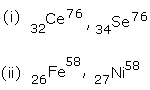 (i) ₃₂Ce⁷⁶, ₃₄Se⁷⁶
(ii) ₂₆Fe⁵⁸, ₂₇Ni⁵⁸